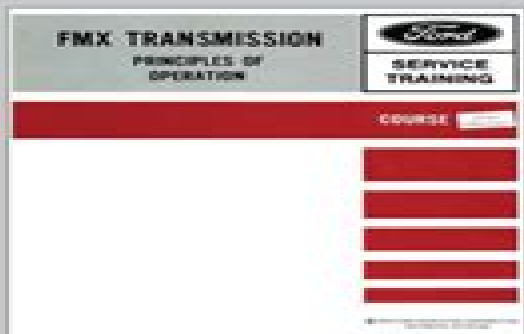 FMX TRANSMISSION
PRINCIPLES OF
OPERATION
Ford
SERVICE
TRAINING
COURSE